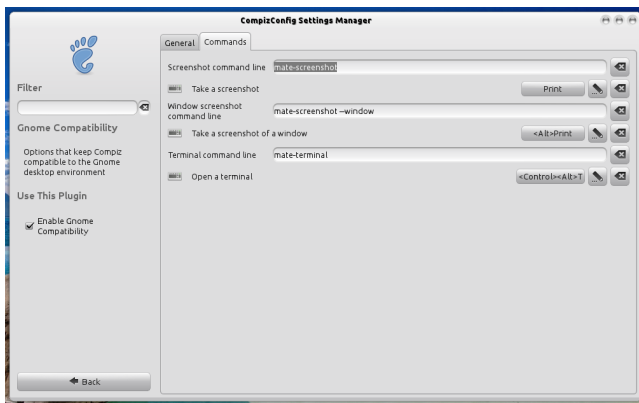 CompizConfig Settings Manager
General Commands
Screenshot command line mate-screenshot
Take a screenshot Print
Filter
Window screenshot
command line mate-screenshot --window
Gnome Compatibility
Take a screenshot of a window <Alt>Print
Options that keep Compiz
compatible to the Gnome
desktop environment
Terminal command line mate-terminal
Open a terminal <Control><Alt>T
Use This Plugin
Enable Gnome
Compatibility
Back